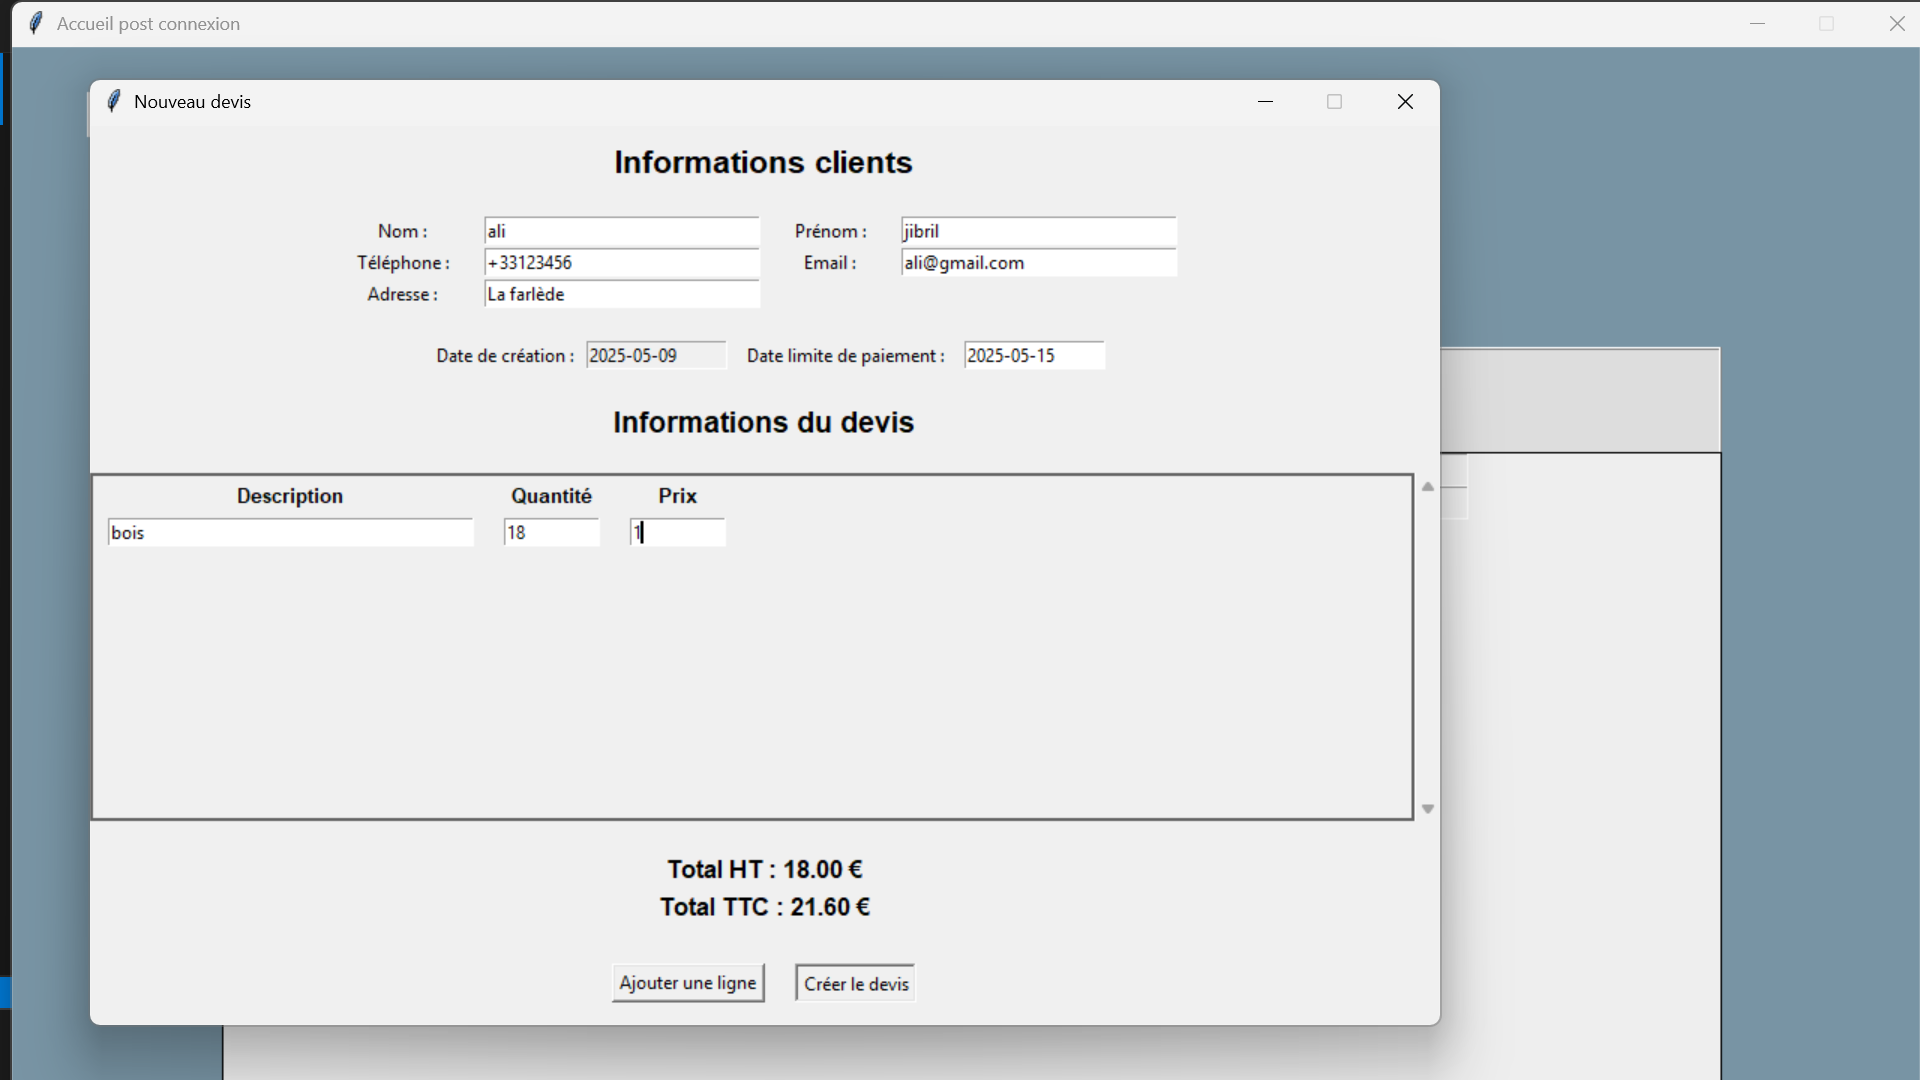 Accueil post connexion
Nouveau devis
Informations clients
Nom : ali Prénom : jibril
Téléphone : +33123456 Email : ali@gmail.com
Adresse : La farlède
Date de création : 2025-05-09 Date limite de paiement : 2025-05-15
Informations du devis
Description Quantité Prix
bois 18 1
Total HT : 18.00 €
Total TTC : 21.60 €
Ajouter une ligne Créer le devis